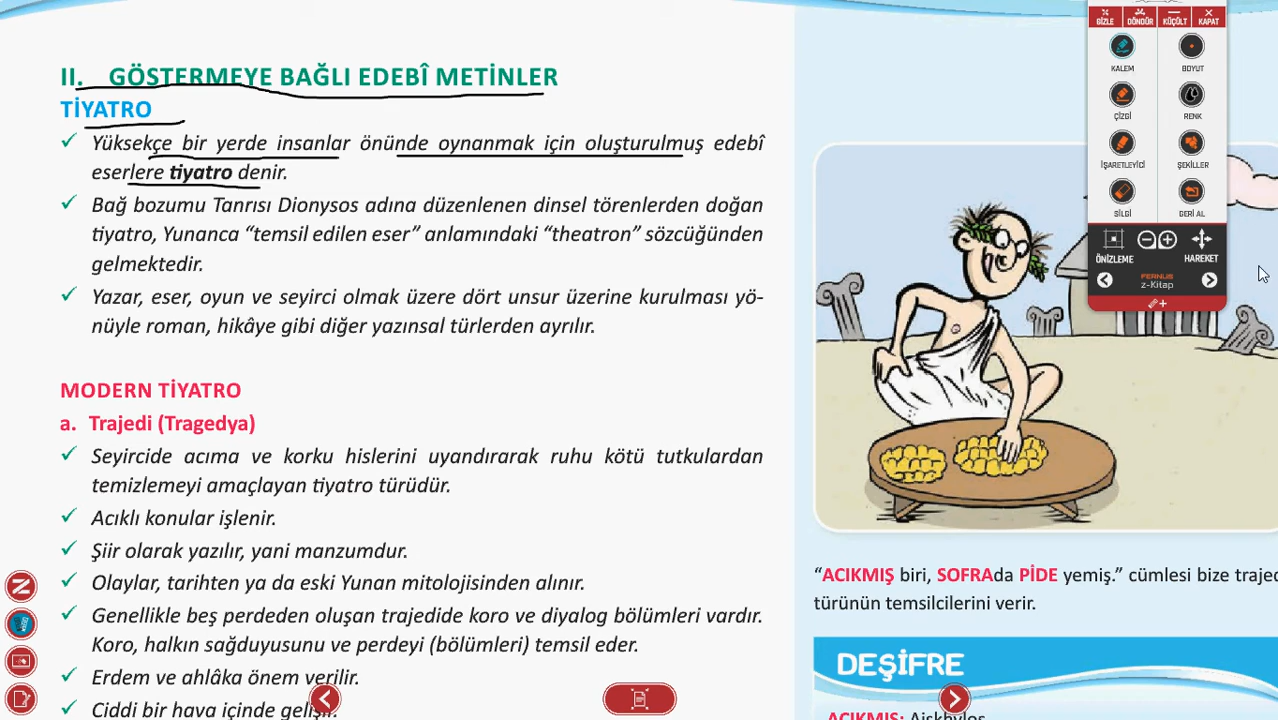 II. GÖSTERMEYE BAĞLI EDEBÎ METİNLER
TİYATRO
Yüksekçe bir yerde insanlar önünde oynanmak için oluşturulmuş edebî
eserlere tiyatro denir.
Bağ bozumu Tanrısı Dionysos adına düzenlenen dinsel törenlerden doğan
tiyatro, Yunanca “temsil edilen eser” anlamındaki “theatron” sözcüğünden
gelmektedir.
Yazar, eser, oyun ve seyirci olmak üzere dört unsur üzerine kurulması yö-
nüyle roman, hikâye gibi diğer yazınsal türlerden ayrılır.
MODERN TİYATRO
a. Trajedi (Tragedya)
Seyircide acıma ve korku hislerini uyandırarak ruhu kötü tutkulardan
temizlemeyi amaçlayan tiyatro türüdür.
Acıklı konular işlenir.
Şiir olarak yazılır, yani manzumdur.
Olaylar, tarihten ya da eski Yunan mitolojisinden alınır.
Genellikle beş perdeden oluşan trajedide koro ve diyalog bölümleri vardır.
Koro, halkın sağduyusunu ve perdeyi (bölümleri) temsil eder.
Erdem ve ahlâka önem verilir.
Ciddi bir hava içinde gelişir.
“ACIKMIŞ biri, SOFRAda PİDE yemiş.” cümlesi bize trajed
türünün temsilcilerini verir.
DEŞİFRE
ACIKMIŞ: Aiskhylos
GİZLE DÖNDÜR KÜÇÜLT KAPAT
KALEM BOYUT
ÇİZGİ RENK
İŞARETLEYİCİ ŞEKİLLER
SİLGİ GERİ AL
ÖNİZLEME HAREKET
FERNUS
z-Kitap